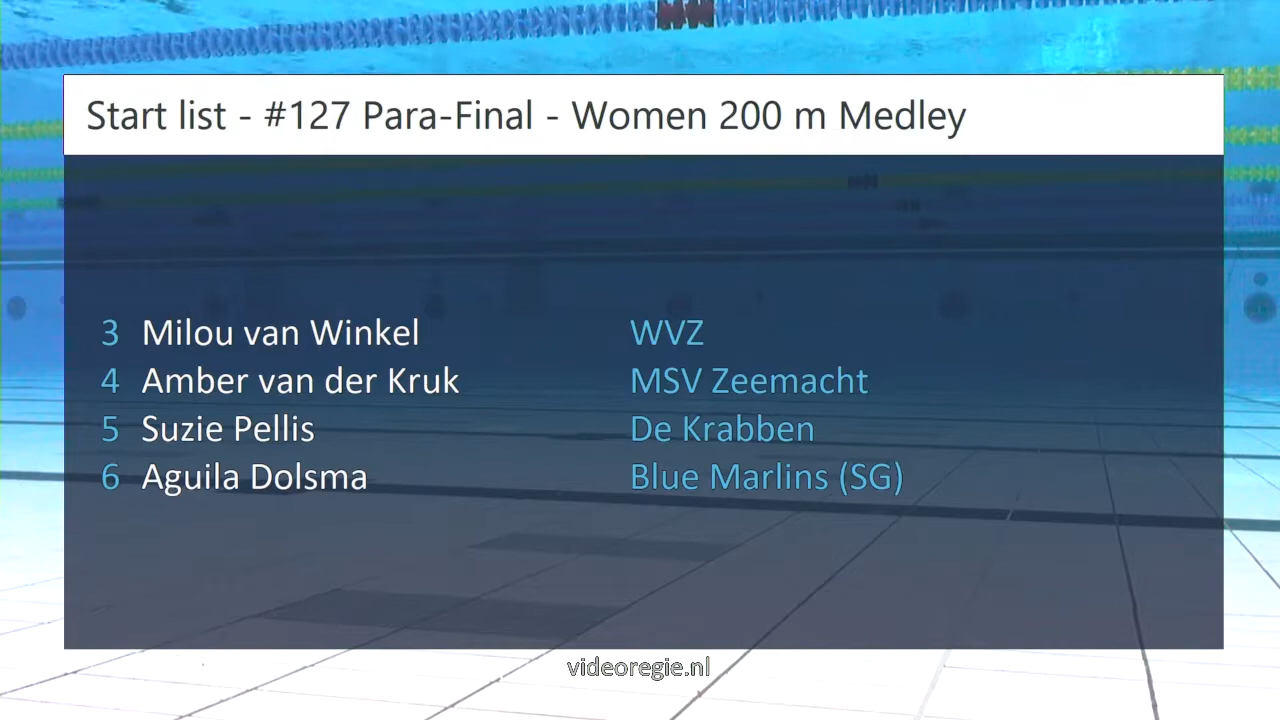 Start list - #127 Para-Final - Women 200 m Medley
3 Milou van Winkel WVZ
4 Amber van der Kruk MSV Zeemacht
5 Suzie Pellis De Krabben
6 Aguila Dolsma Blue Marlins (SG)
videoregie.nl